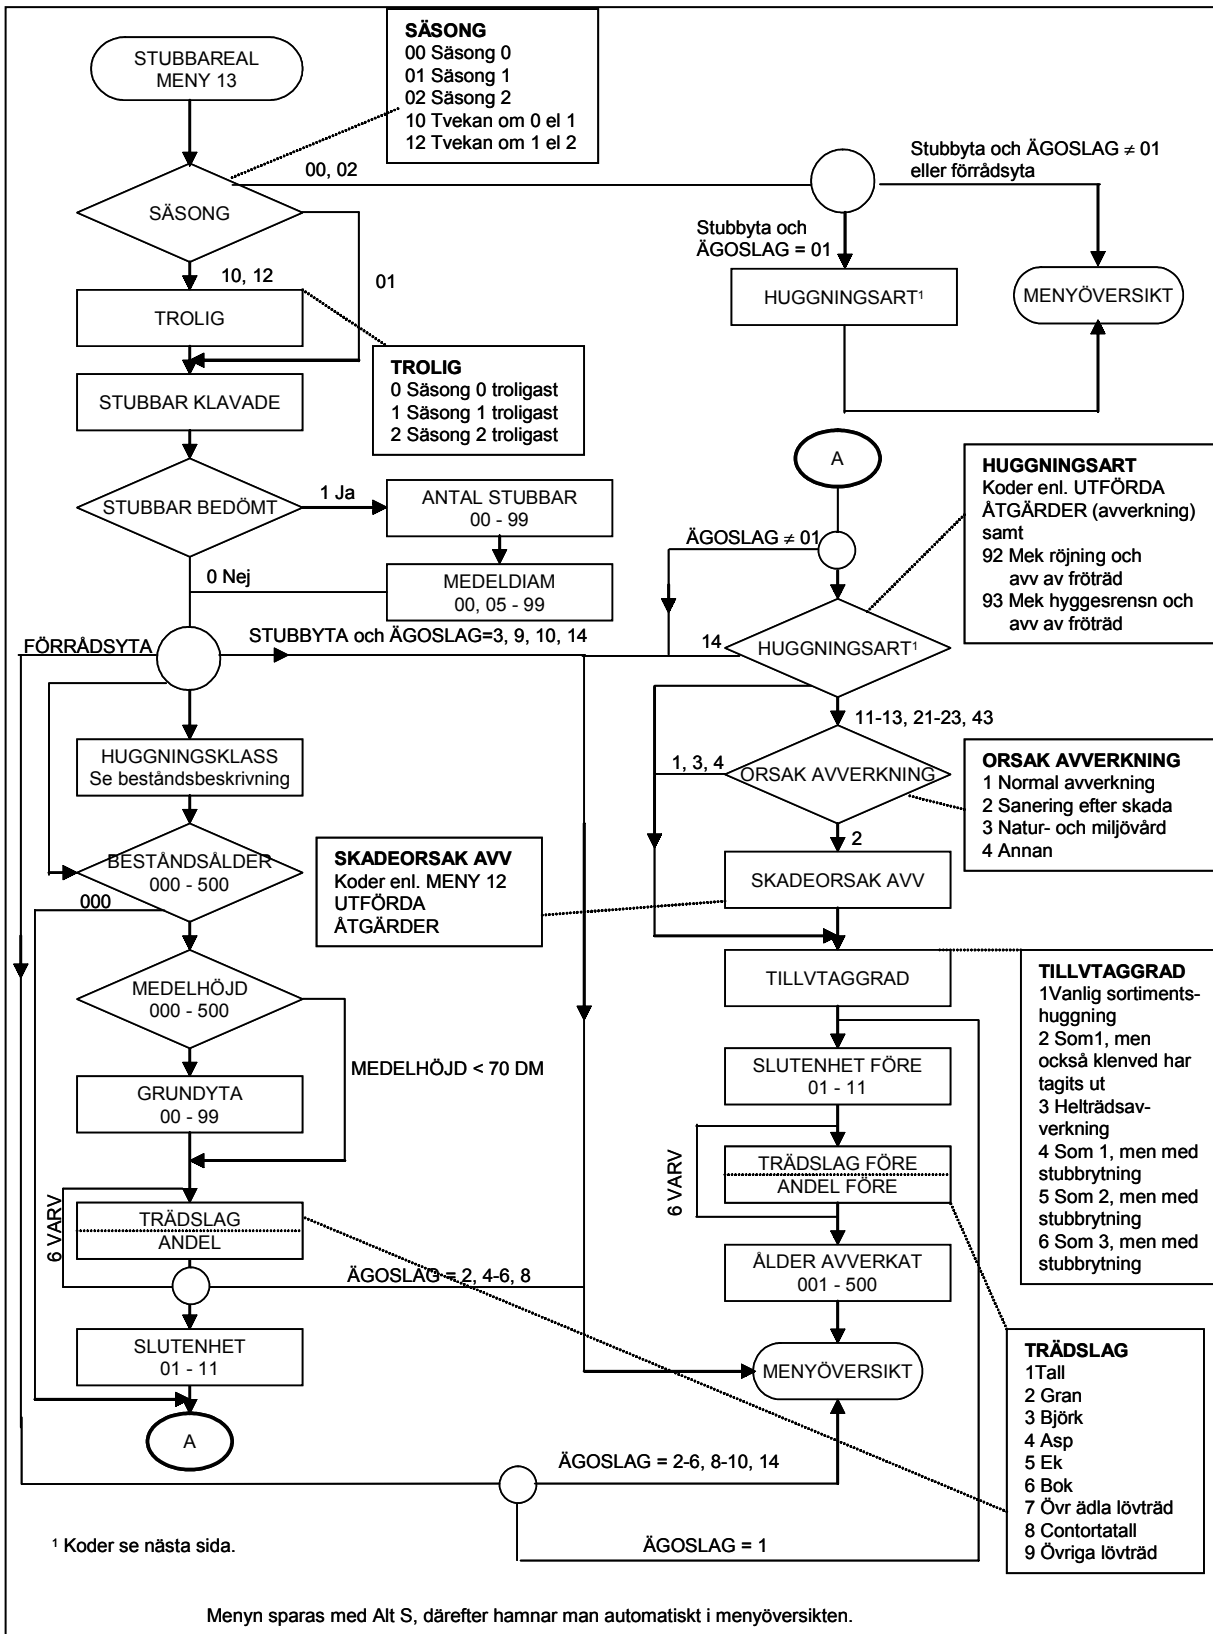 STUBBAREAL
MENY 13
SÄSONG
00 Säsong 0
01 Säsong 1
02 Säsong 2
10 Tvekan om 0 el 1
12 Tvekan om 1 el 2
00, 02
Stubbyta och ÄGOSLAG ≠ 01
eller förrådsyta
SÄSONG
Stubbyta och
ÄGOSLAG = 01
10, 12
01
TROLIG
HUGGNINGSART¹
MENYÖVERSIKT
TROLIG
0 Säsong 0 troligast
1 Säsong 1 troligast
2 Säsong 2 troligast
STUBBAR KLAVADE
A
HUGGNINGSART
Koder enl. UTFÖRDA
ÅTGÄRDER (avverkning)
samt
92 Mek röjning och
avv av fröträd
93 Mek hyggesrensn och
avv av fröträd
STUBBAR BEDÖMT
1 Ja
ANTAL STUBBAR
00 - 99
ÄGOSLAG ≠ 01
0 Nej
MEDELDIAM
00, 05 - 99
FÖRRÅDSYTA
STUBBYTA och ÄGOSLAG=3, 9, 10, 14
14
HUGGNINGSART¹
11-13, 21-23, 43
HUGGNINGSKLASS
Se beståndsbeskrivning
1, 3, 4
ORSAK AVVERKNING
ORSAK AVVERKNING
1 Normal avverkning
2 Sanering efter skada
3 Natur- och miljövård
4 Annan
2
BESTÅNDSÅLDER
000 - 500
000
SKADEORSAK AVV
Koder enl. MENY 12
UTFÖRDA
ÅTGÄRDER
SKADEORSAK AVV
MEDELHÖJD
000 - 500
TILLVTAGGRAD
TILLVTAGGRAD
1Vanlig sortiments-
huggning
2 Som1, men
också klenved har
tagits ut
3 Helträdsav-
verkning
4 Som 1, men med
stubbrytning
5 Som 2, men med
stubbrytning
6 Som 3, men med
stubbrytning
MEDELHÖJD < 70 DM
SLUTENHET FÖRE
01 - 11
GRUNDYTA
00 - 99
6 VARV
TRÄDSLAG FÖRE
ANDEL FÖRE
6 VARV
TRÄDSLAG
ANDEL
ÅLDER AVVERKAT
001 - 500
ÄGOSLAG = 2, 4-6, 8
SLUTENHET
01 - 11
MENYÖVERSIKT
TRÄDSLAG
1Tall
2 Gran
3 Björk
4 Asp
5 Ek
6 Bok
7 Övr ädla lövträd
8 Contortatall
9 Övriga lövträd
A
ÄGOSLAG = 2-6, 8-10, 14
¹ Koder se nästa sida.
ÄGOSLAG = 1
Menyn sparas med Alt S, därefter hamnar man automatiskt i menyöversikten.